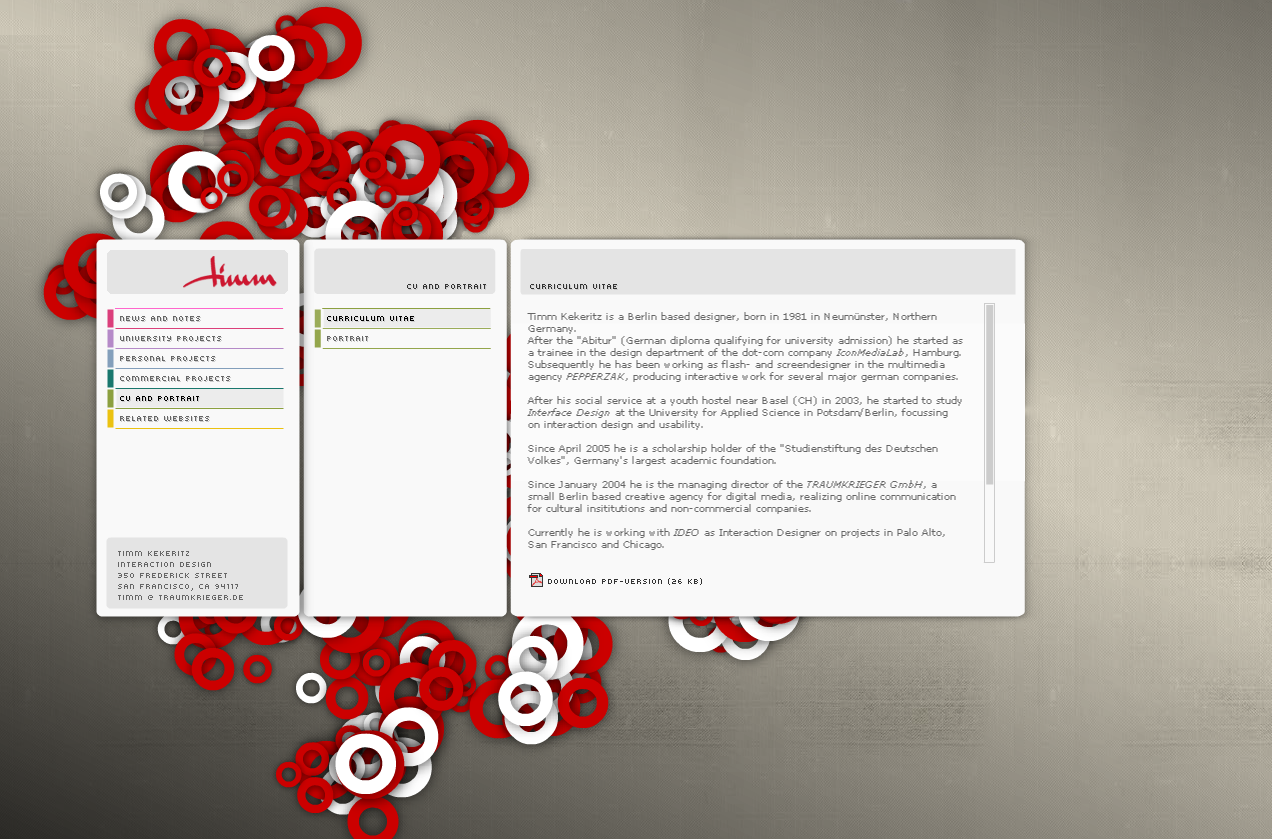 timm
NEWS AND NOTES
UNIVERSITY PROJECTS
PERSONAL PROJECTS
COMMERCIAL PROJECTS
CV AND PORTRAIT
RELATED WEBSITES
TIMM KEKERITZ
INTERACTION DESIGN
350 FREDERICK STREET
SAN FRANCISCO, CA 94117
TIMM @ TRAUMKRIEGER.DE
CV AND PORTRAIT
CURRICULUM VITAE
PORTRAIT
CURRICULUM VITAE
Timm Kekeritz is a Berlin based designer, born in 1981 in Neumünster, Northern
Germany.
After the "Abitur" (German diploma qualifying for university admission) he started as
a trainee in the design department of the dot-com company IconMediaLab, Hamburg.
Subsequently he has been working as flash- and screendesigner in the multimedia
agency PEPPERZAK, producing interactive work for several major german companies.
After his social service at a youth hostel near Basel (CH) in 2003, he started to study
Interface Design at the University for Applied Science in Potsdam/Berlin, focussing
on interaction design and usability.
Since April 2005 he is a scholarship holder of the "Studienstiftung des Deutschen
Volkes", Germany's largest academic foundation.
Since January 2004 he is the managing director of the TRAUMKRIEGER GmbH, a
small Berlin based creative agency for digital media, realizing online communication
for cultural insititutions and non-commercial companies.
Currently he is working with IDEO as Interaction Designer on projects in Palo Alto,
San Francisco and Chicago.
DOWNLOAD PDF-VERSION (26 KB)